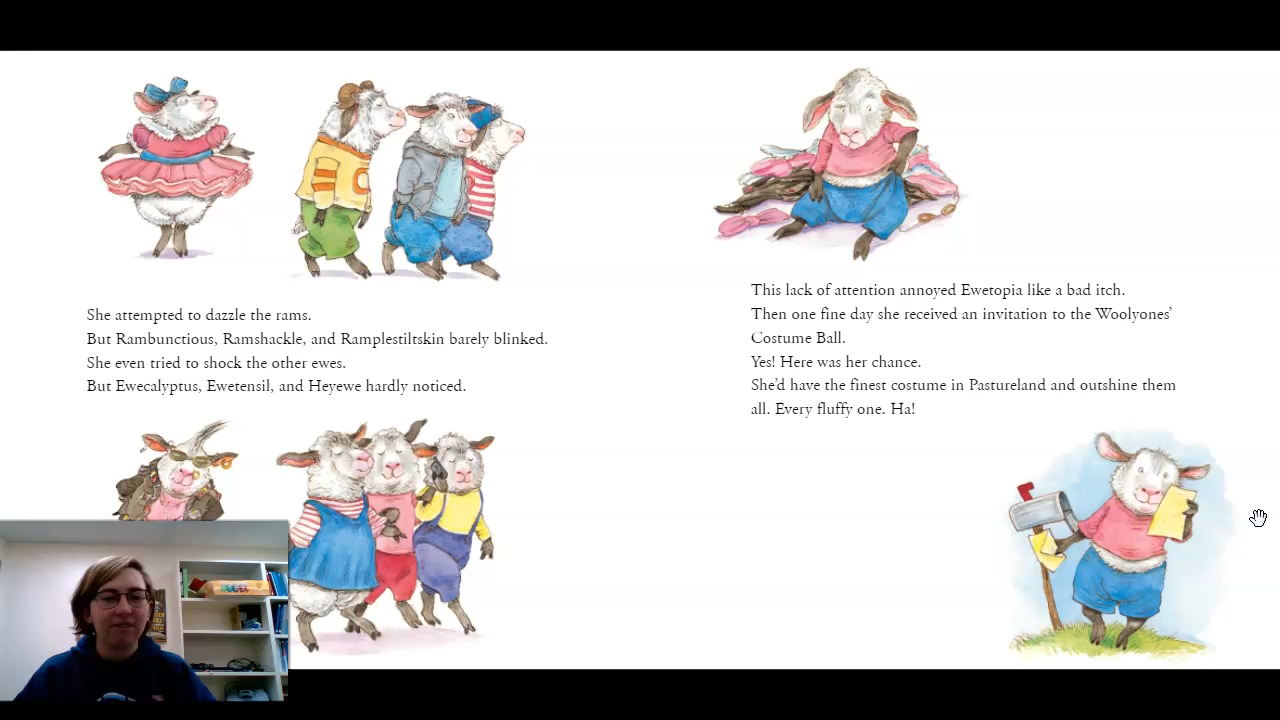 She attempted to dazzle the rams.
But Rambunctious, Ramshackle, and Ramplestiltskin barely blinked.
She even tried to shock the other ewes.
But Ewecalyptus, Ewetensil, and Heyewe hardly noticed.
This lack of attention annoyed Ewetopia like a bad itch.
Then one fine day she received an invitation to the Woolyones’
Costume Ball.
Yes! Here was her chance.
She’d have the finest costume in Pastureland and outshine them
all. Every fluffy one. Ha!